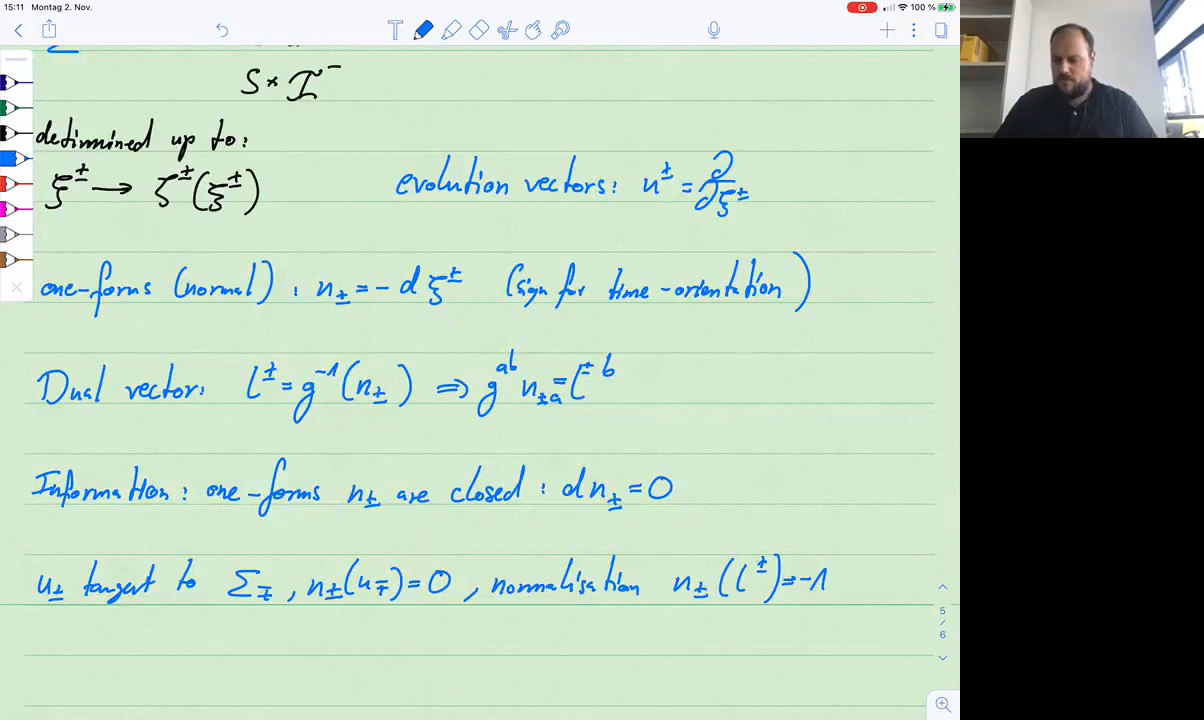 15:11 Montag 2. Nov. 100 %
S × I⁻
determined up to:
ξ^± → ζ^±(ξ^±)
evolution vectors: u^± = ∂/∂ξ^±
one-forms (normal): n_± = - d ξ^± (sign for time-orientation)
Dual vector: l^± = g^{-1}(n_±) ⟹ g^{ab} n_{±a} = l^{± b}
Information: one-forms n_± are closed: dn_± = 0
u_± tangent to Σ_∓, n_±(u_∓) = 0, normalisation n_±(l^±) = -1
5
/
6